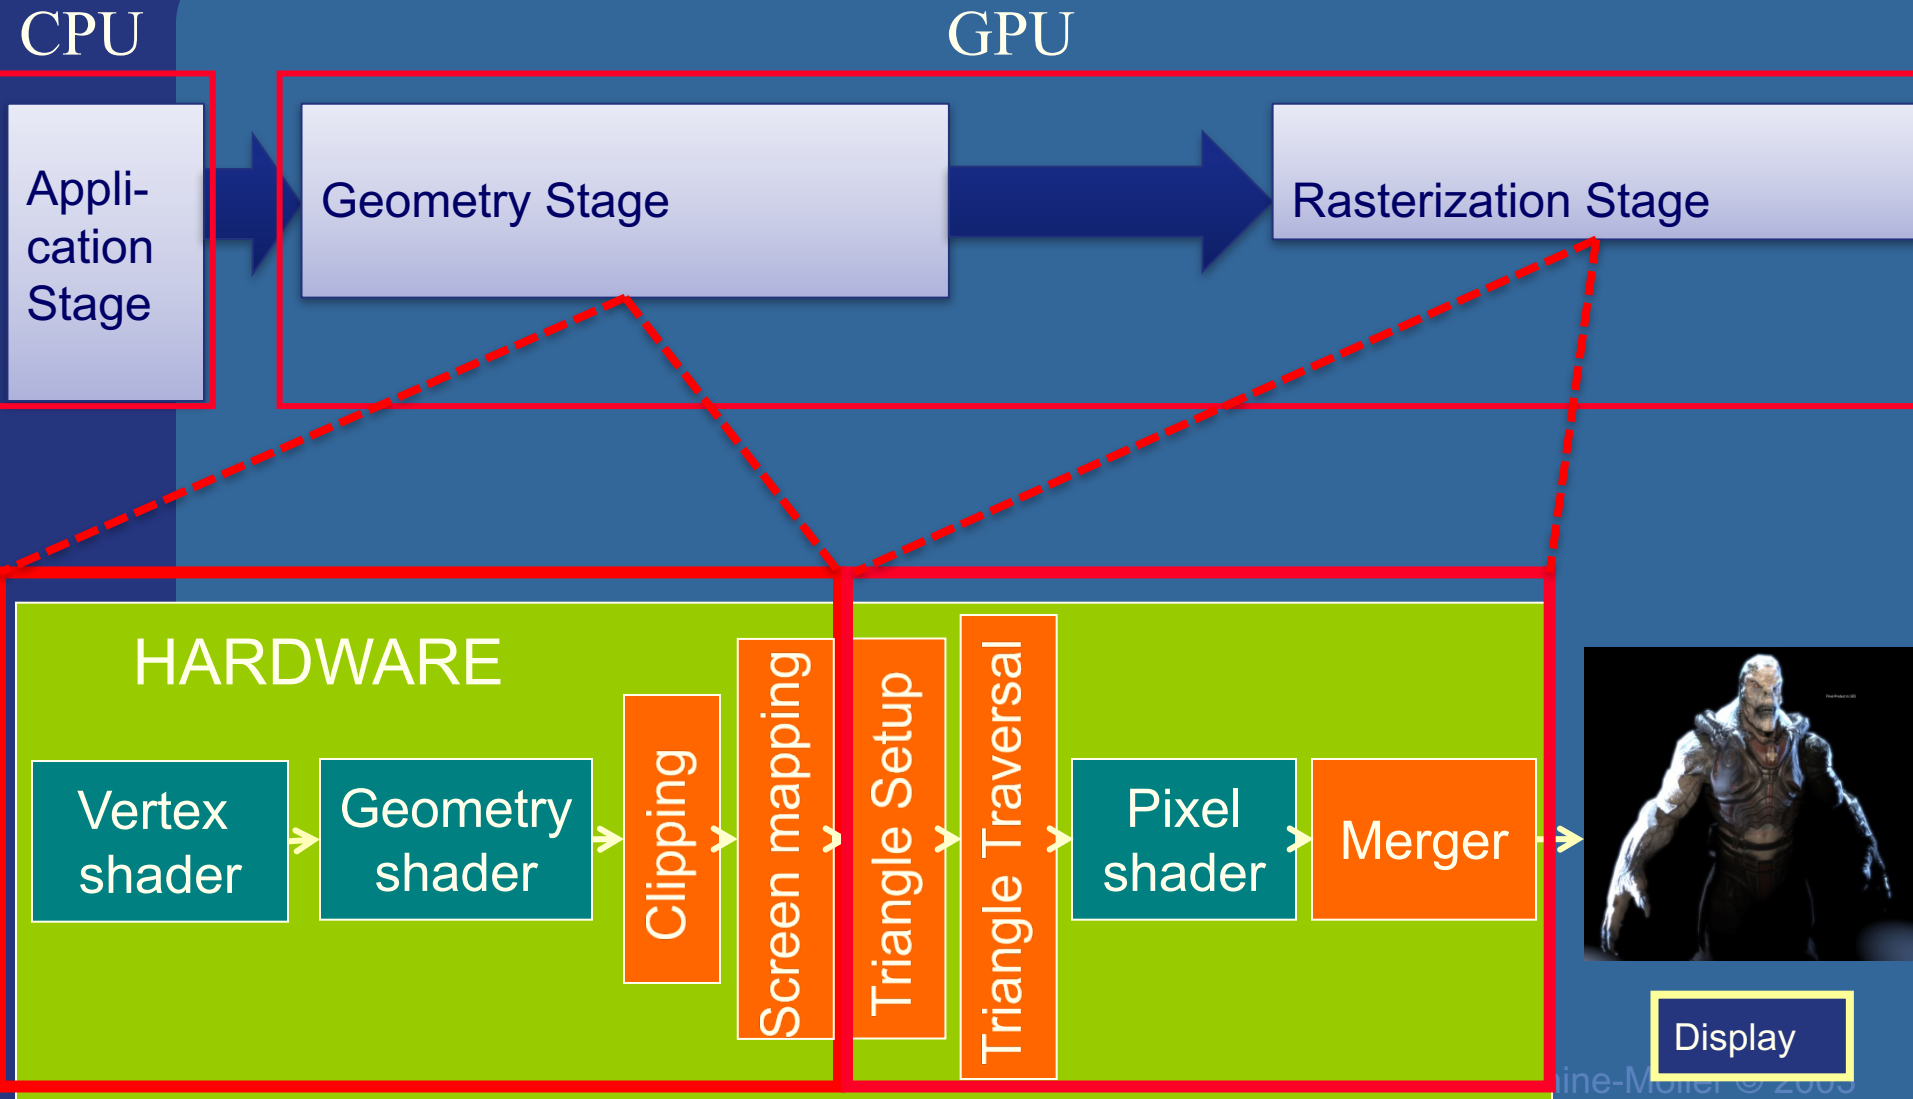 CPU
GPU
Appli-
cation
Stage
Geometry Stage
Rasterization Stage
HARDWARE
Vertex
shader
Geometry
shader
Clipping
Screen mapping
Triangle Setup
Triangle Traversal
Pixel
shader
Merger
Display
© 2005